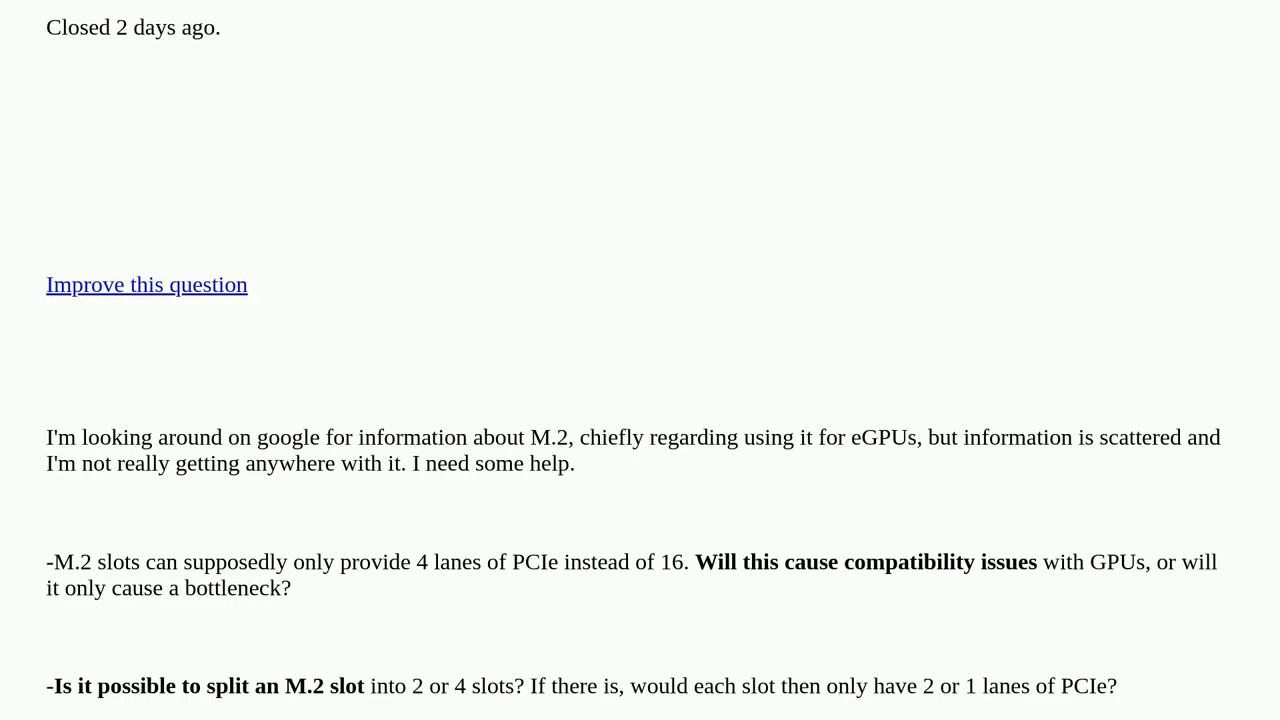 Closed 2 days ago.
Improve this question
I'm looking around on google for information about M.2, chiefly regarding using it for eGPUs, but information is scattered and
I'm not really getting anywhere with it. I need some help.
-M.2 slots can supposedly only provide 4 lanes of PCIe instead of 16. Will this cause compatibility issues with GPUs, or will
it only cause a bottleneck?
-Is it possible to split an M.2 slot into 2 or 4 slots? If there is, would each slot then only have 2 or 1 lanes of PCIe?